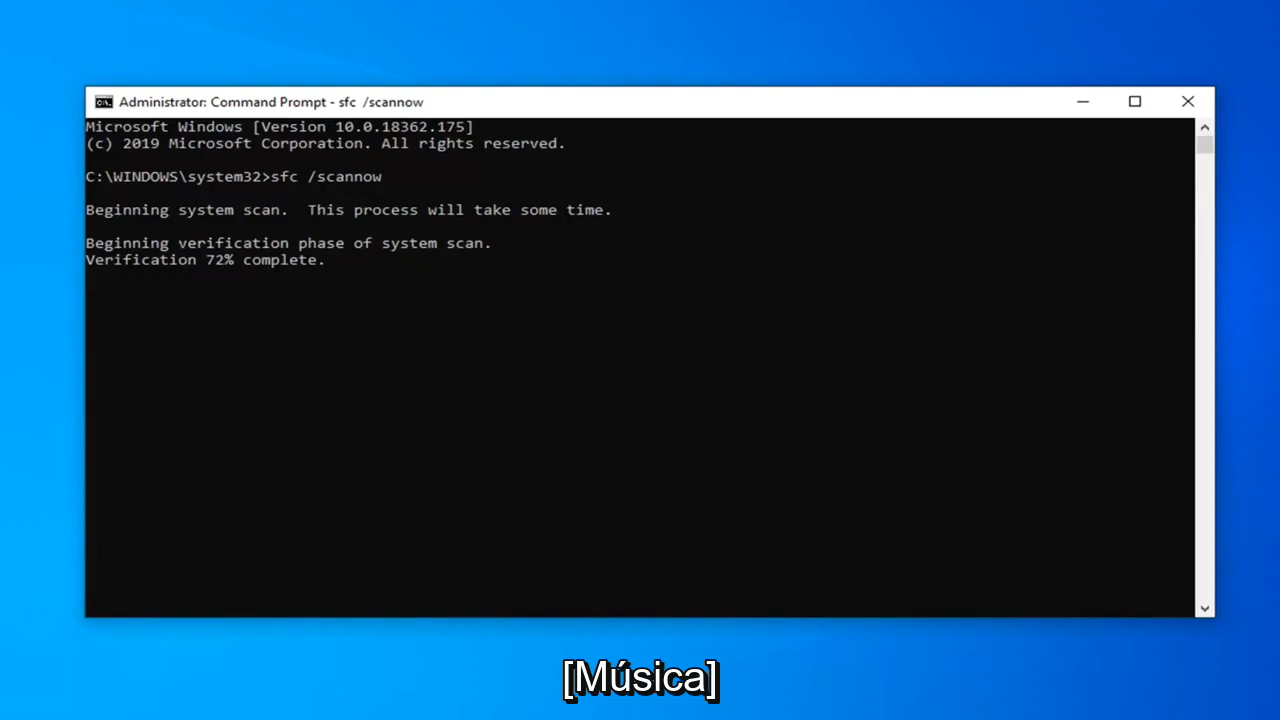 Administrator: Command Prompt - sfc  /scannow
Microsoft Windows [Version 10.0.18362.175]
(c) 2019 Microsoft Corporation. All rights reserved.
C:\WINDOWS\system32>sfc /scannow
Beginning system scan.  This process will take some time.
Beginning verification phase of system scan.
Verification 72% complete.
[Música]